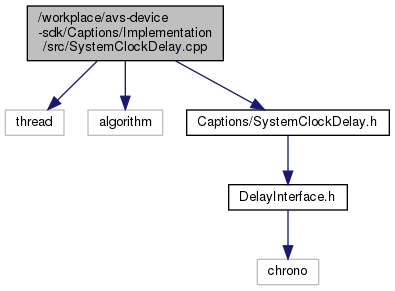 /workplace/avs-device
-sdk/Captions/Implementation
/src/SystemClockDelay.cpp
thread
algorithm
Captions/SystemClockDelay.h
DelayInterface.h
chrono